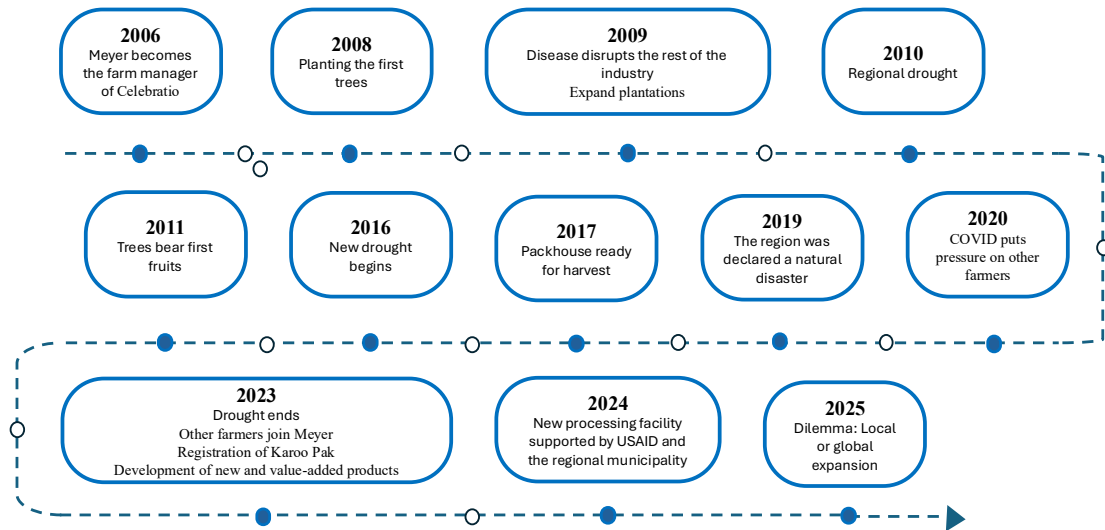 2006
Meyer becomes
the farm manager
of Celebratio
2008
Planting the first
trees
2009
Disease disrupts the rest of the
industry
Expand plantations
2010
Regional drought
2011
Trees bear first
fruits
2016
New drought
begins
2017
Packhouse ready
for harvest
2019
The region was
declared a natural
disaster
2020
COVID puts
pressure on other
farmers
2023
Drought ends
Other farmers join Meyer
Registration of Karoo Pak
Development of new and value-added products
2024
New processing facility
supported by USAID and
the regional municipality
2025
Dilemma: Local
or global
expansion